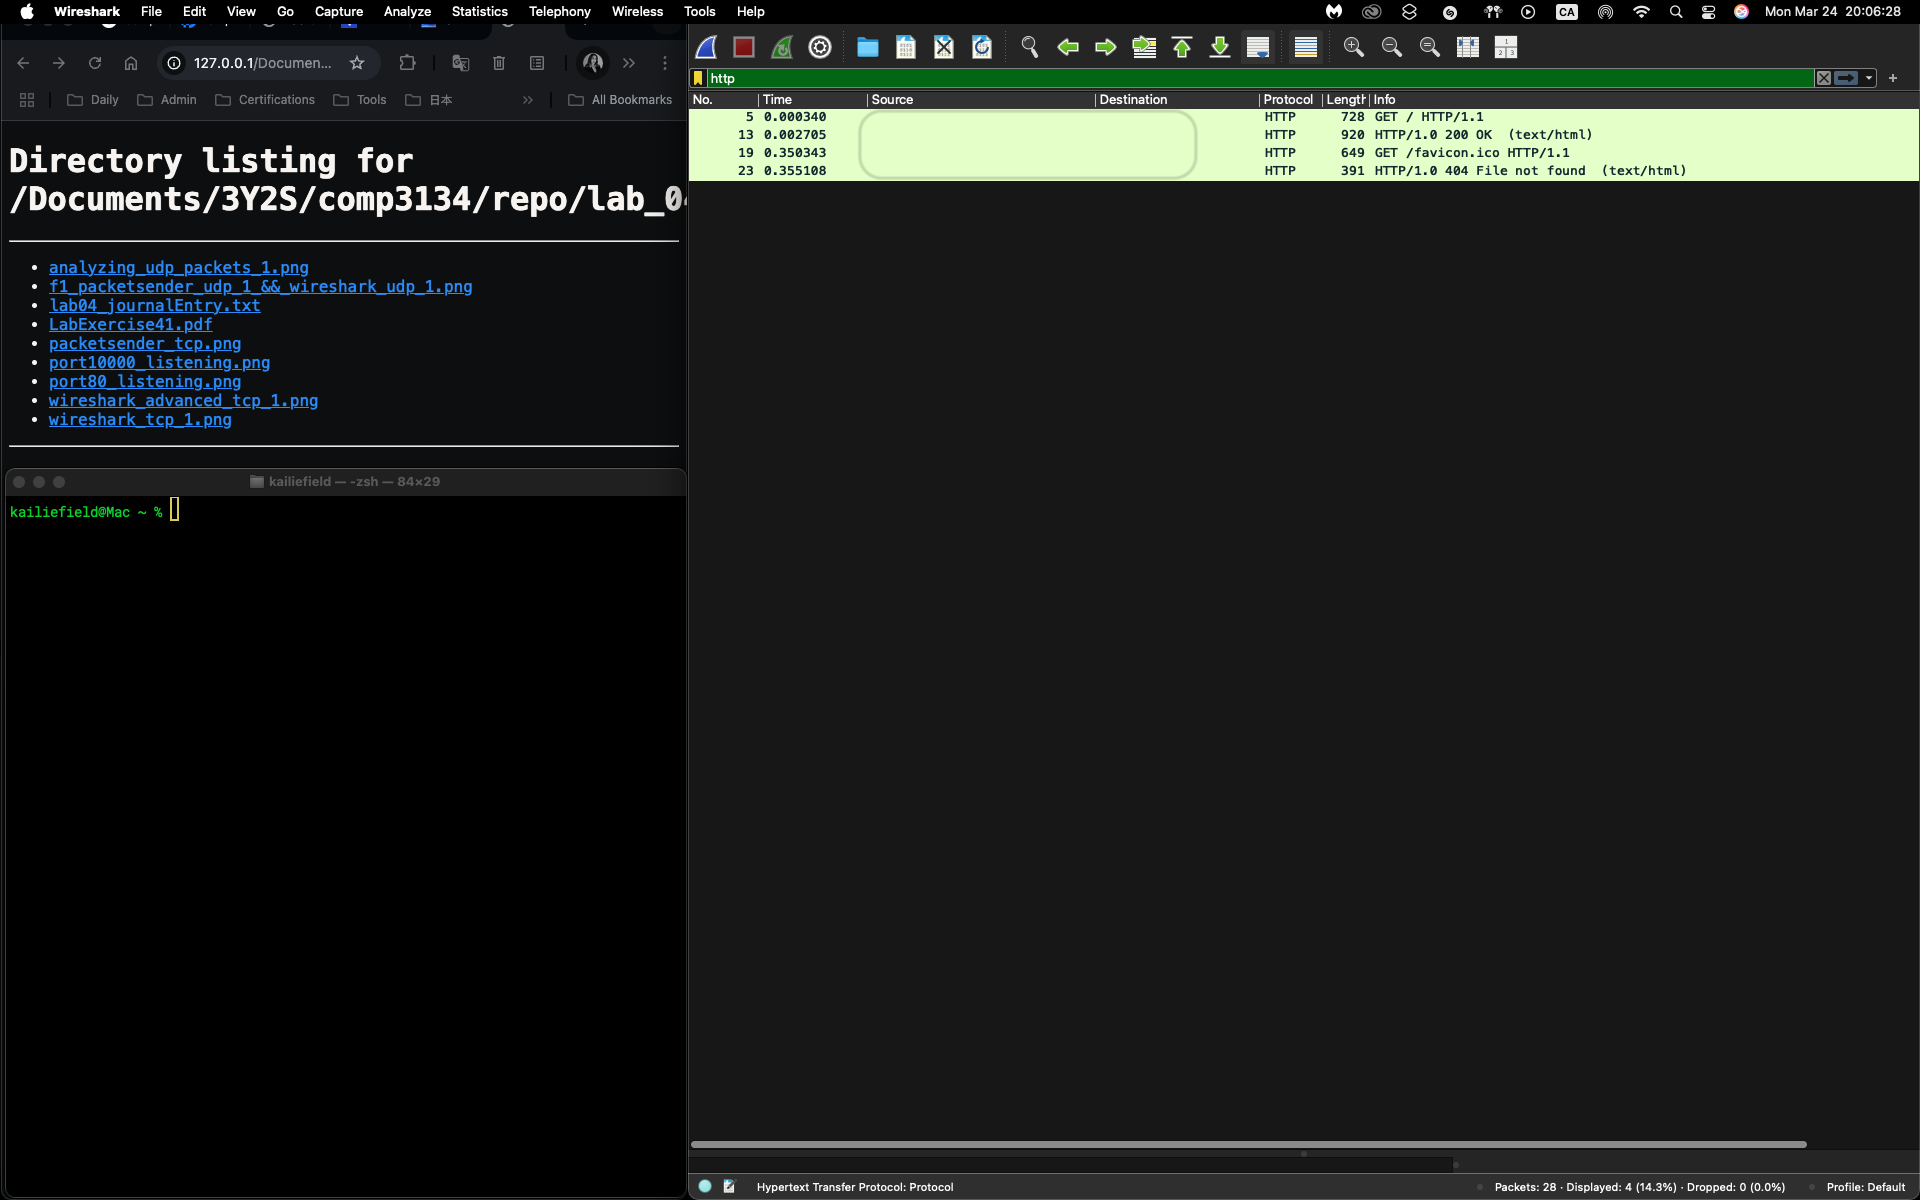 Wireshark File Edit View Go Capture Analyze Statistics Telephony Wireless Tools Help CA Mon Mar 24 20:06:28
127.0.0.1/Documen...
Daily Admin Certifications Tools 日本 » All Bookmarks
Directory listing for
/Documents/3Y2S/comp3134/repo/lab_04
analyzing_udp_packets_1.png
f1_packetsender_udp_1_&&_wireshark_udp_1.png
lab04_journalEntry.txt
LabExercise41.pdf
packetsender_tcp.png
port10000_listening.png
port80_listening.png
wireshark_advanced_tcp_1.png
wireshark_tcp_1.png
kailiefield — -zsh — 84×29
kailiefield@Mac ~ %
http
No. Time Source Destination Protocol Length Info
5 0.000340 HTTP 728 GET / HTTP/1.1
13 0.002705 HTTP 920 HTTP/1.0 200 OK (text/html)
19 0.350343 HTTP 649 GET /favicon.ico HTTP/1.1
23 0.355108 HTTP 391 HTTP/1.0 404 File not found (text/html)
Hypertext Transfer Protocol: Protocol Packets: 28 · Displayed: 4 (14.3%) · Dropped: 0 (0.0%) Profile: Default